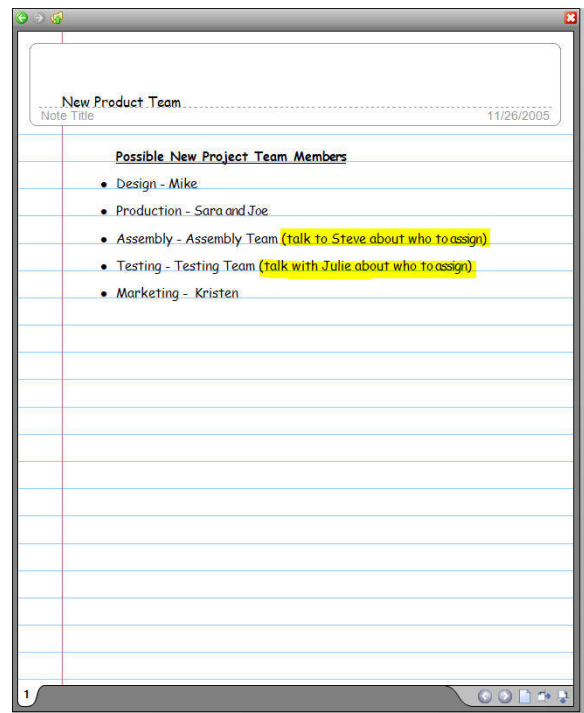 New Product Team
Note Title
11/26/2005
Possible New Project Team Members
• Design - Mike
• Production - Sara and Joe
• Assembly - Assembly Team (talk to Steve about who to assign)
• Testing - Testing Team (talk with Julie about who to assign)
• Marketing - Kristen
1